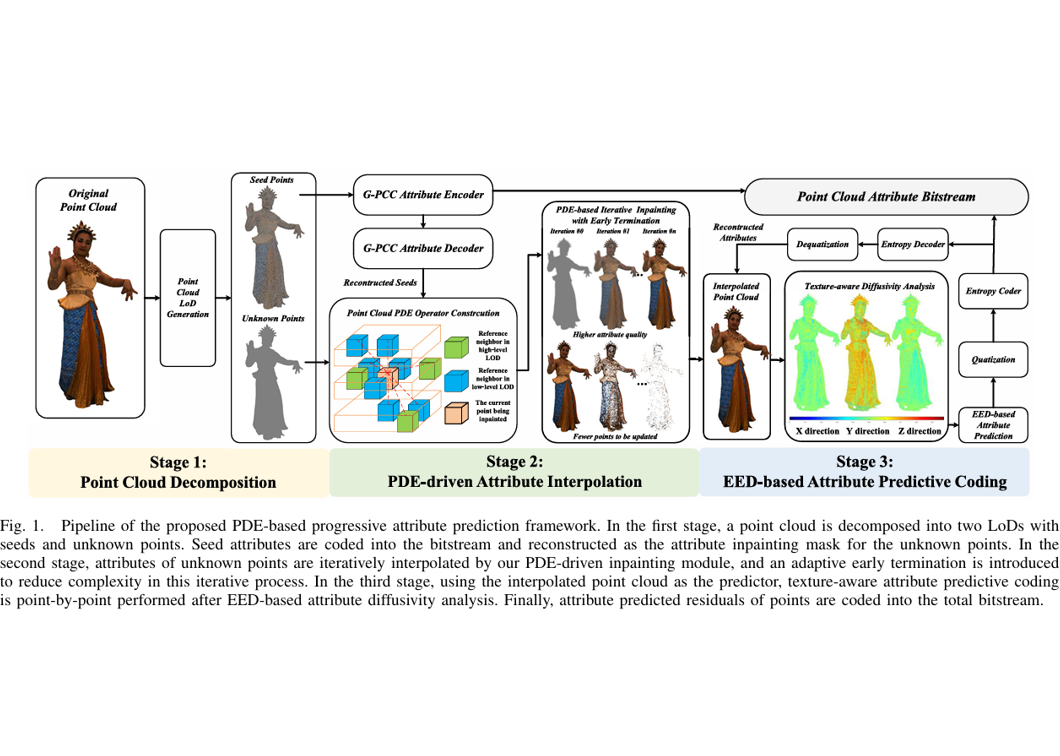 Original
Point Cloud
Point
Cloud
LoD
Generation
Seed Points
Unknown Points
G-PCC Attribute Encoder
G-PCC Attribute Decoder
Reconstructed Seeds
Point Cloud PDE Operator Constrcution
Reference
neighbor in
high-level
LOD
Reference
neighbor in
low-level LOD
The current
point being
inpainted
PDE-based Iterative Inpainting
with Early Termination
Iteration #0 Iteration #1 Iteration #n
...
Higher attribute quality
...
Fewer points to be updated
Point Cloud Attribute Bitstream
Recontructed
Attributes
Dequatization
Entropy Decoder
Interpolated
Point Cloud
Texture-aware Diffusivity Analysis
X direction Y direction Z direction
Entropy Coder
Quatization
EED-based
Attribute
Prediction
Stage 1:
Point Cloud Decomposition
Stage 2:
PDE-driven Attribute Interpolation
Stage 3:
EED-based Attribute Predictive Coding
Fig. 1. Pipeline of the proposed PDE-based progressive attribute prediction framework. In the first stage, a point cloud is decomposed into two LoDs with
seeds and unknown points. Seed attributes are coded into the bitstream and reconstructed as the attribute inpainting mask for the unknown points. In the
second stage, attributes of unknown points are iteratively interpolated by our PDE-driven inpainting module, and an adaptive early termination is introduced
to reduce complexity in this iterative process. In the third stage, using the interpolated point cloud as the predictor, texture-aware attribute predictive coding
is point-by-point performed after EED-based attribute diffusivity analysis. Finally, attribute predicted residuals of points are coded into the total bitstream.